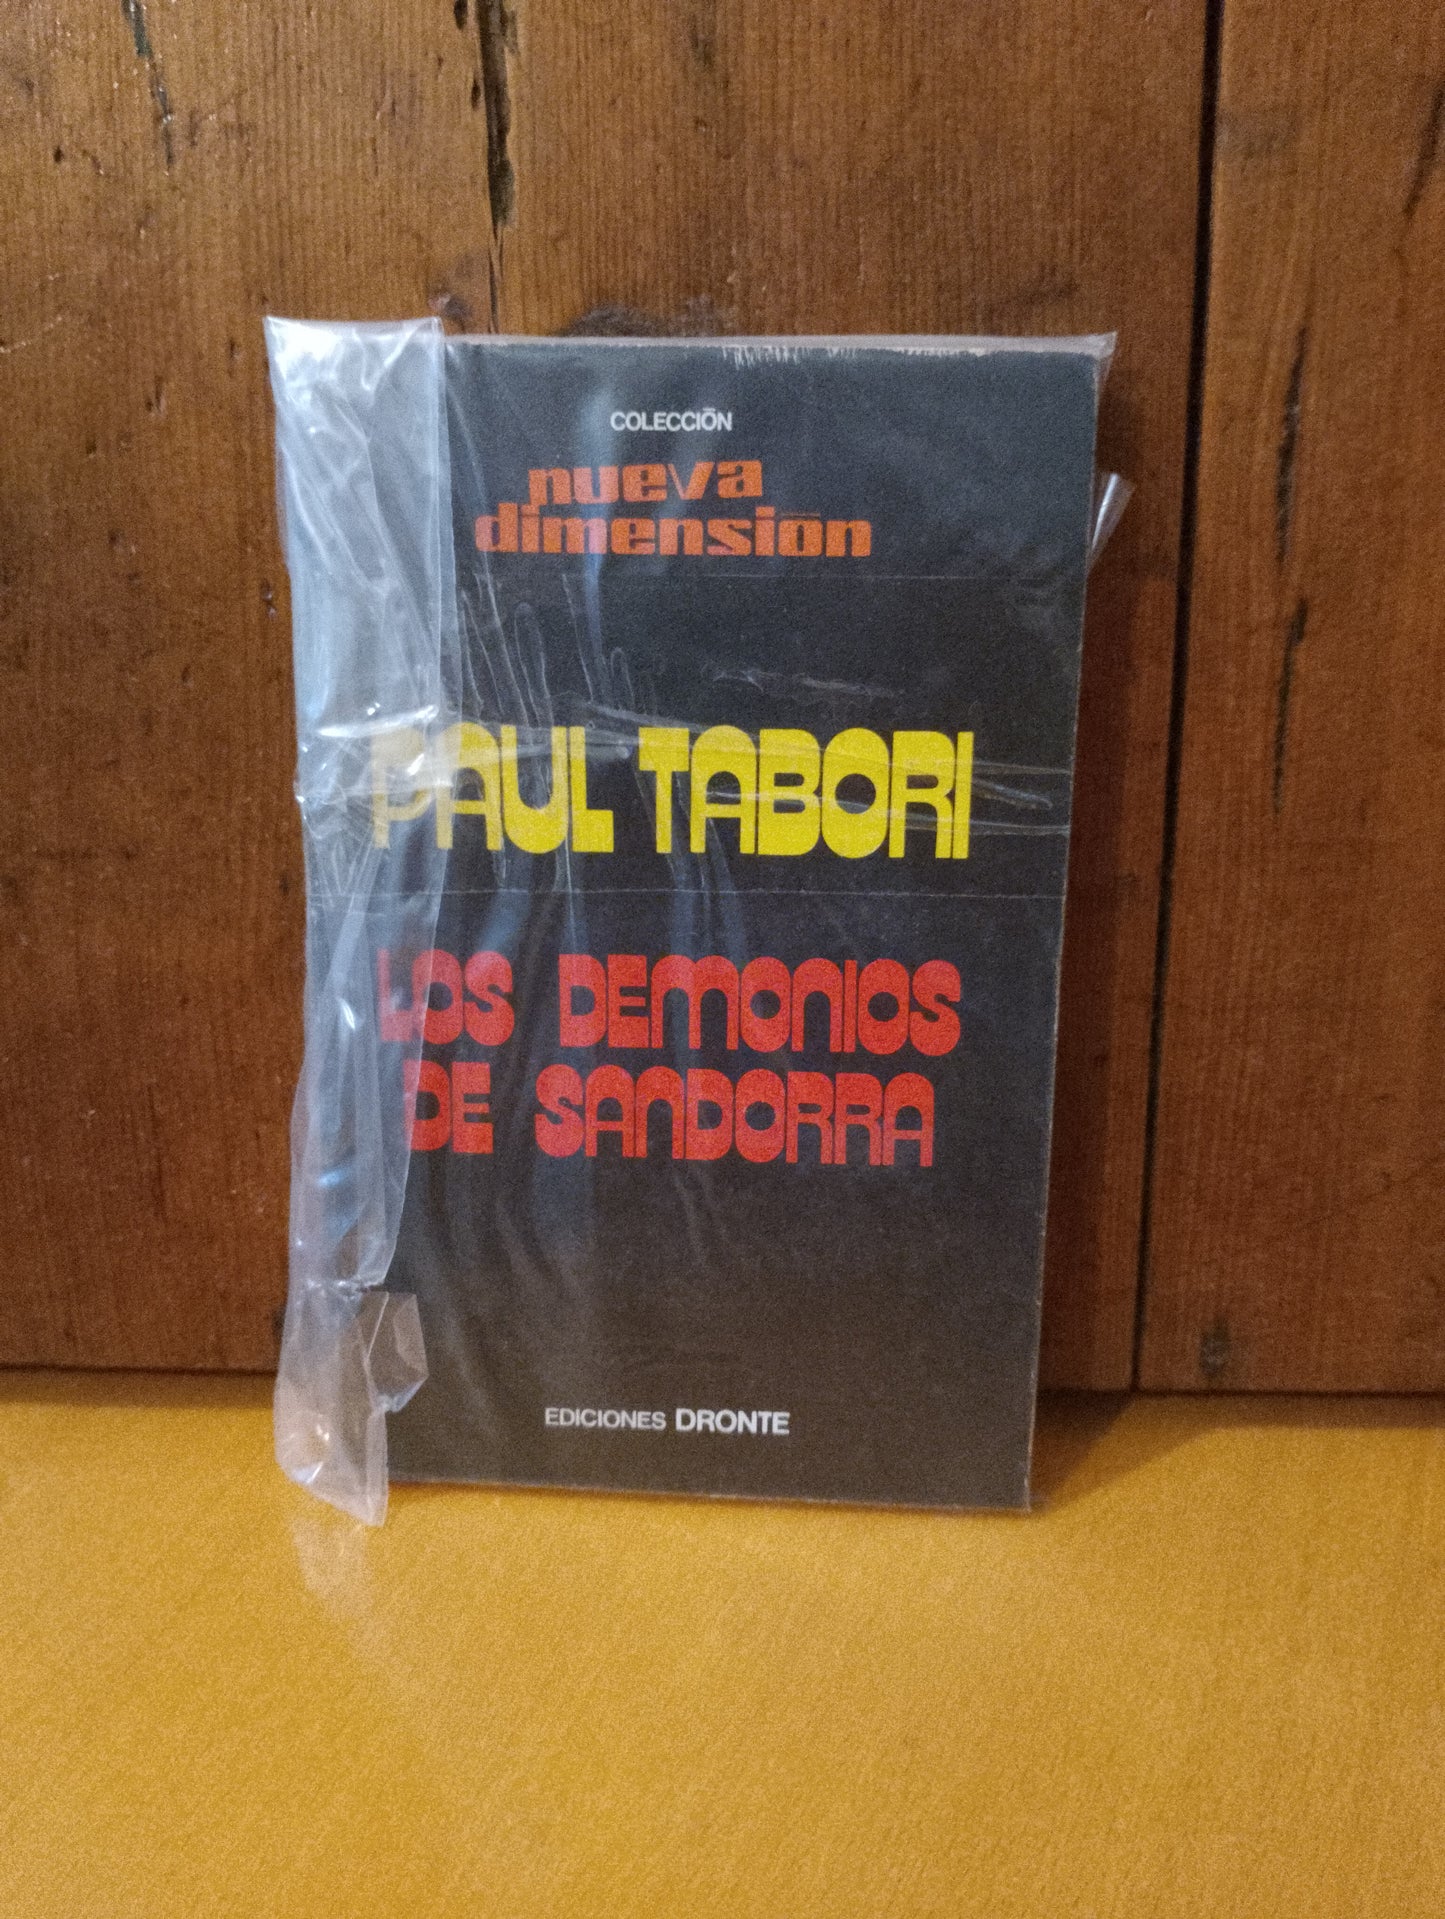 COLECCIÓN
nueva
dimensión
PAUL TABORI
LOS DEMONIOS
DE SANDORRA
EDICIONES DRONTE